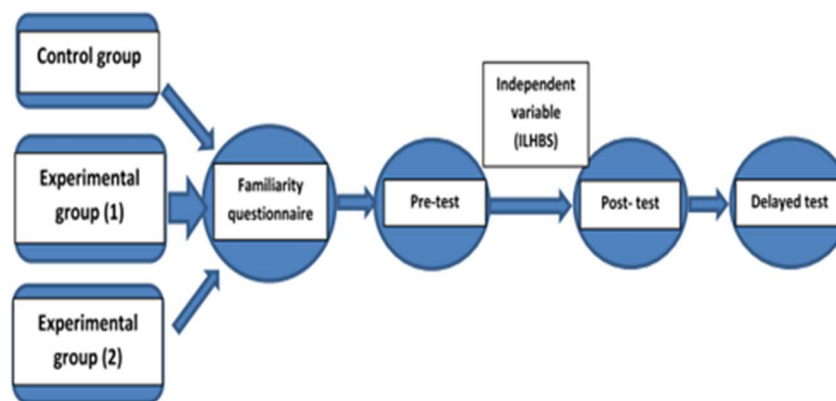 Control group
Experimental
group (1)
Experimental
group (2)
Familiarity
questionnaire
Pre-test
Independent
variable
(ILHBS)
Post- test
Delayed test